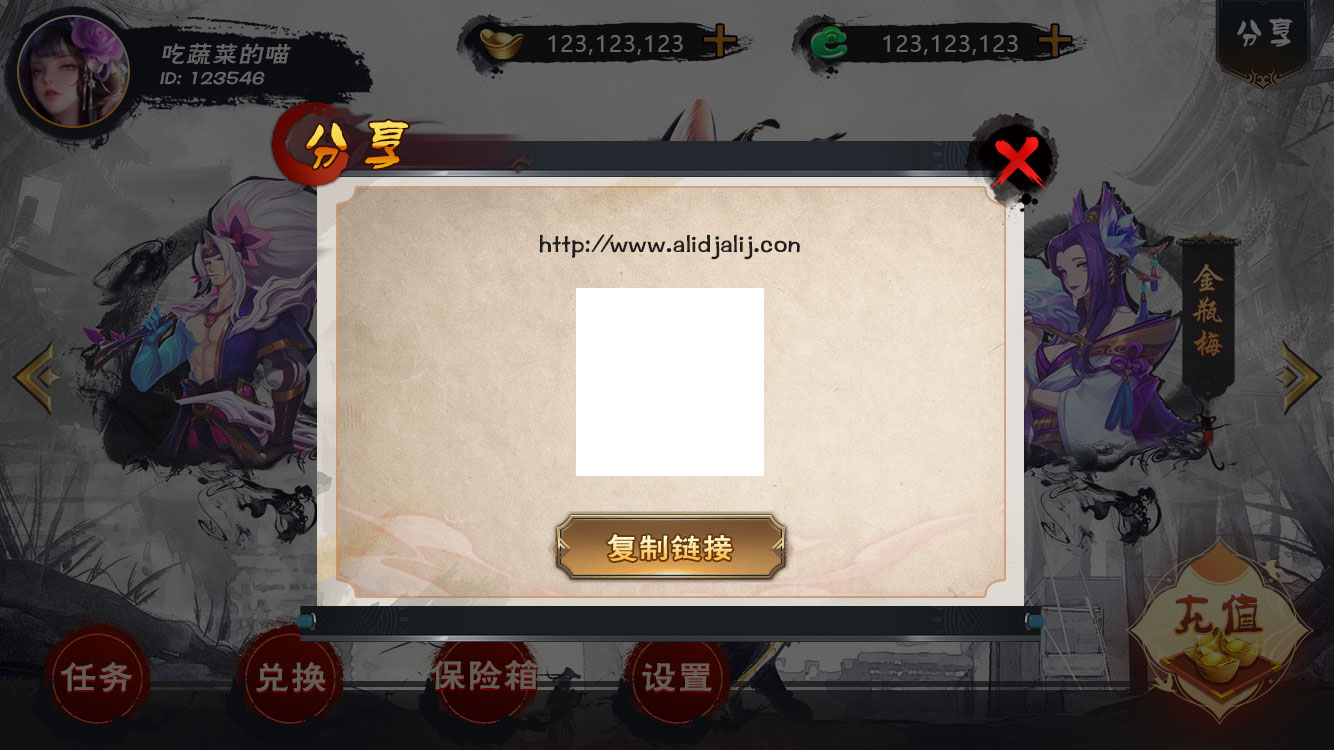 吃蔬菜的喵
ID: 123546
123,123,123
123,123,123
分享
分享
http://www.alidjalij.con
复制链接
金瓶梅
任务
兑换
保险箱
设置
充值